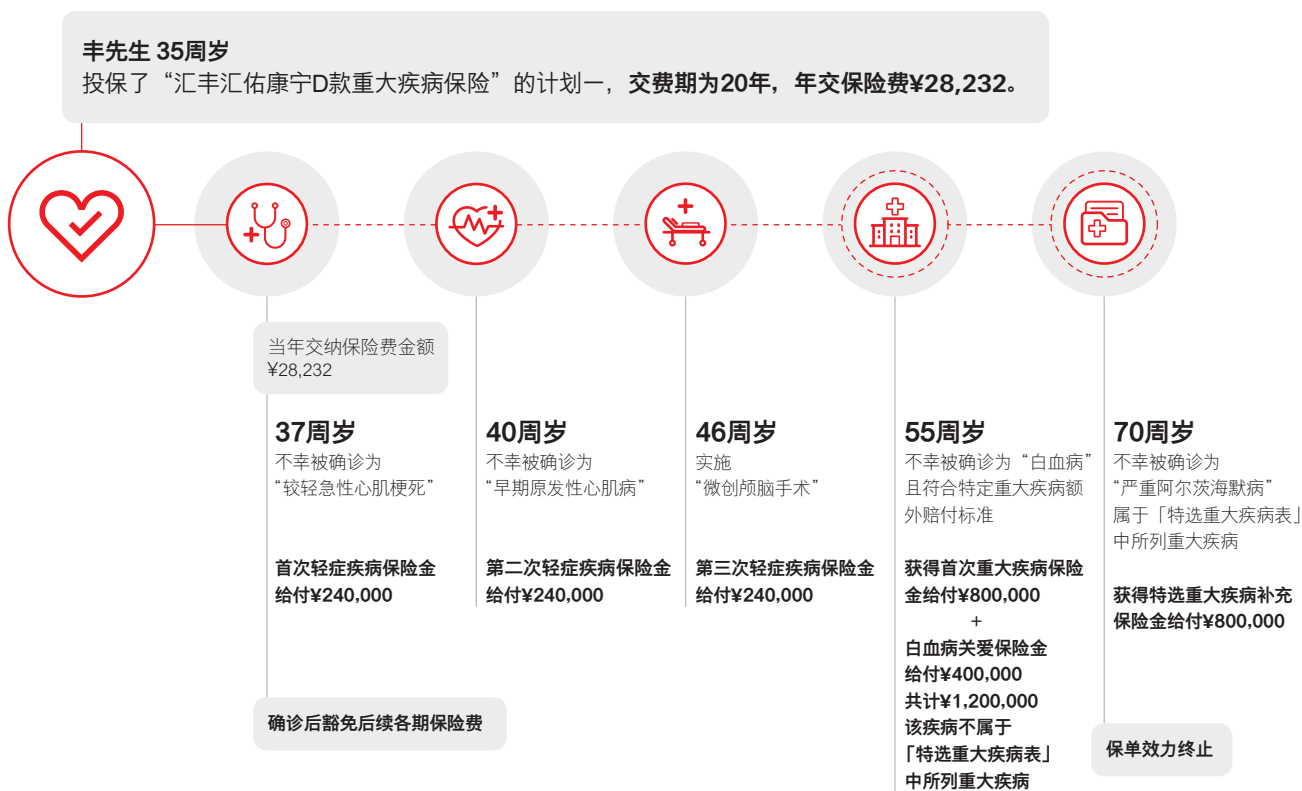 丰先生 35周岁
投保了“汇丰汇佑康宁D款重大疾病保险”的计划一，交费期为20年，年交保险费¥28,232。
当年交纳保险费金额
¥28,232
37周岁
不幸被确诊为
“较轻急性心肌梗死”
首次轻症疾病保险金
给付¥240,000
确诊后豁免后续各期保险费
40周岁
不幸被确诊为
“早期原发性心肌病”
第二次轻症疾病保险金
给付¥240,000
46周岁
实施
“微创颅脑手术”
第三次轻症疾病保险金
给付¥240,000
55周岁
不幸被确诊为“白血病”
且符合特定重大疾病额
外赔付标准
获得首次重大疾病保险
金给付¥800,000
+
白血病关爱保险金
给付¥400,000
共计¥1,200,000
该疾病不属于
「特选重大疾病表」
中所列重大疾病
70周岁
不幸被确诊为
“严重阿尔茨海默病”
属于「特选重大疾病表」
中所列重大疾病
获得特选重大疾病补充
保险金给付¥800,000
保单效力终止